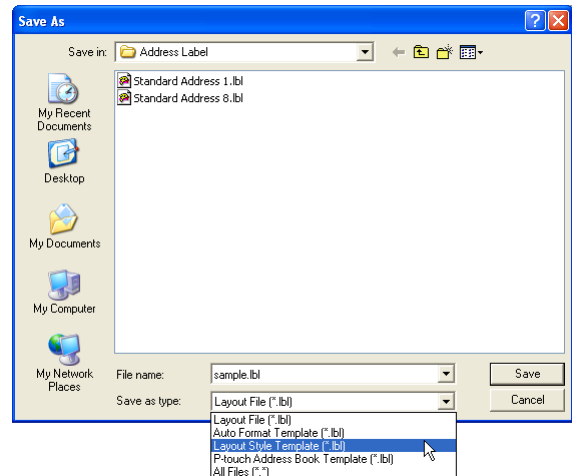 Save As
Save in: Address Label
Standard Address 1.lbl
Standard Address 8.lbl
My Recent
Documents
Desktop
My Documents
My Computer
My Network
Places
File name: sample.lbl Save
Save as type: Layout File (*.lbl) Cancel
Layout File (*.lbl)
Auto Format Template (*.lbl)
Layout Style Template (*.lbl)
P-touch Address Book Template (*.lbl)
All Files (*.*)